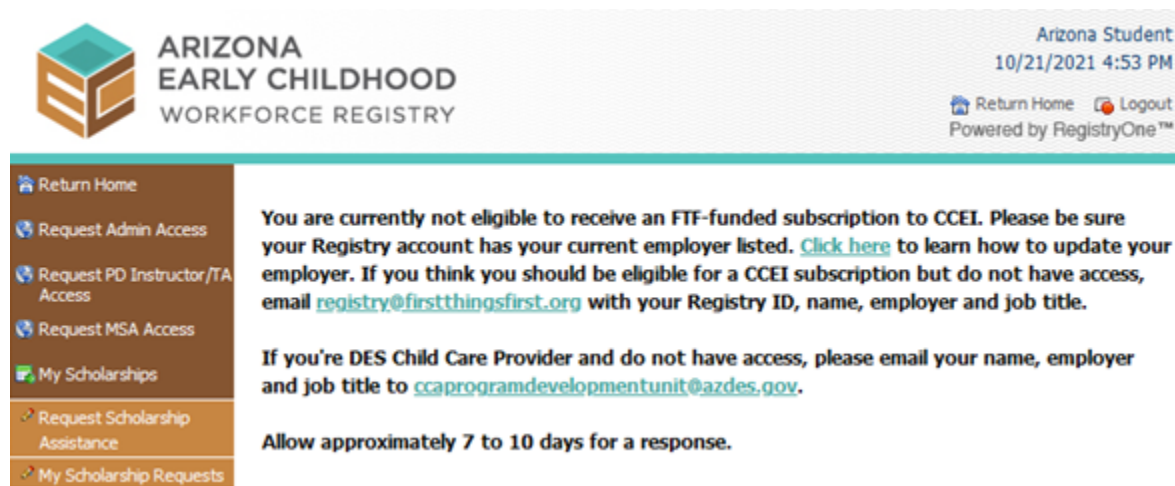 ARIZONA
EARLY CHILDHOOD
WORKFORCE REGISTRY
Arizona Student
10/21/2021 4:53 PM
Return Home Logout
Powered by RegistryOne™
Return Home
Request Admin Access
Request PD Instructor/TA
Access
Request MSA Access
My Scholarships
Request Scholarship
Assistance
My Scholarship Requests
You are currently not eligible to receive an FTF-funded subscription to CCEI. Please be sure
your Registry account has your current employer listed. Click here to learn how to update your
employer. If you think you should be eligible for a CCEI subscription but do not have access,
email registry@firstthingsfirst.org with your Registry ID, name, employer and job title.
If you're DES Child Care Provider and do not have access, please email your name, employer
and job title to ccaprogramdevelopmentunit@azdes.gov.
Allow approximately 7 to 10 days for a response.